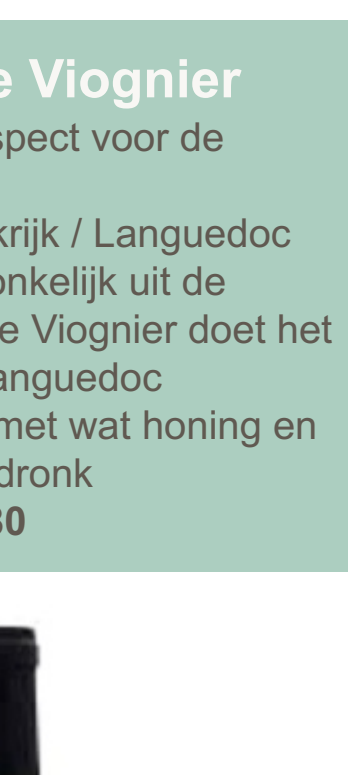 e Viognier
spect voor de
krijk / Languedoc
onkelijk uit de
e Viognier doet het
anguedoc
met wat honing en
dronk
30